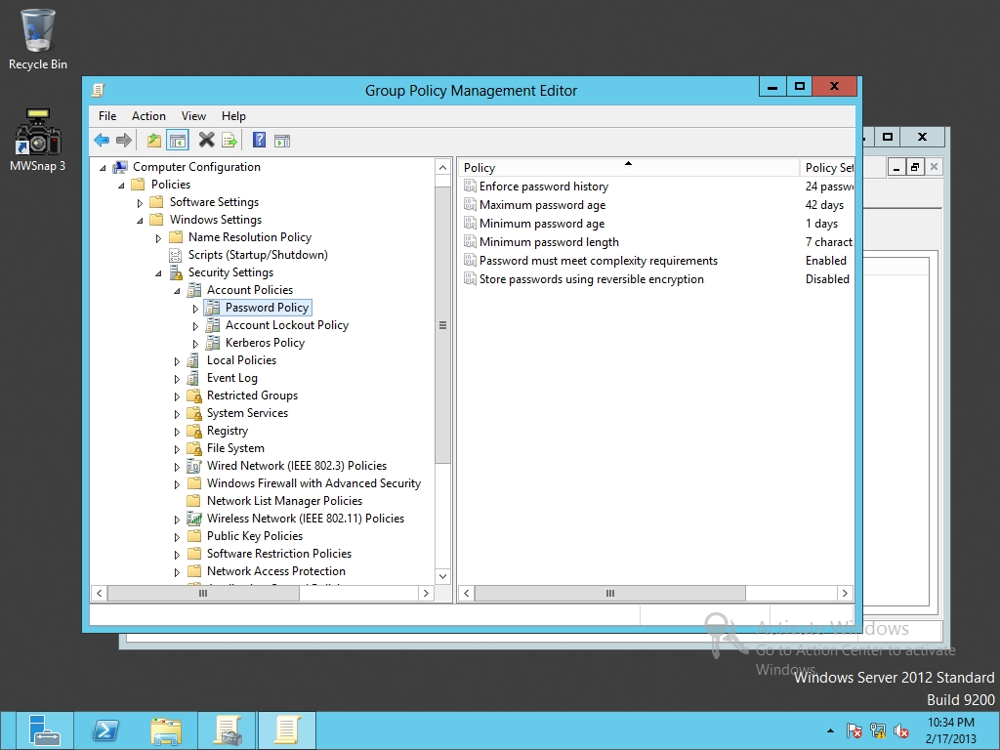 Recycle Bin
MWSnap 3
Group Policy Management Editor
File Action View Help
Computer Configuration
Policies
Software Settings
Windows Settings
Name Resolution Policy
Scripts (Startup/Shutdown)
Security Settings
Account Policies
Password Policy
Account Lockout Policy
Kerberos Policy
Local Policies
Event Log
Restricted Groups
System Services
Registry
File System
Wired Network (IEEE 802.3) Policies
Windows Firewall with Advanced Security
Network List Manager Policies
Wireless Network (IEEE 802.11) Policies
Public Key Policies
Software Restriction Policies
Network Access Protection
Policy Policy Set
Enforce password history 24 passw
Maximum password age 42 days
Minimum password age 1 days
Minimum password length 7 charact
Password must meet complexity requirements Enabled
Store passwords using reversible encryption Disabled
Activate Windows
Go to Action Center to activate
Windows.
Windows Server 2012 Standard
Build 9200
10:34 PM
2/17/2013